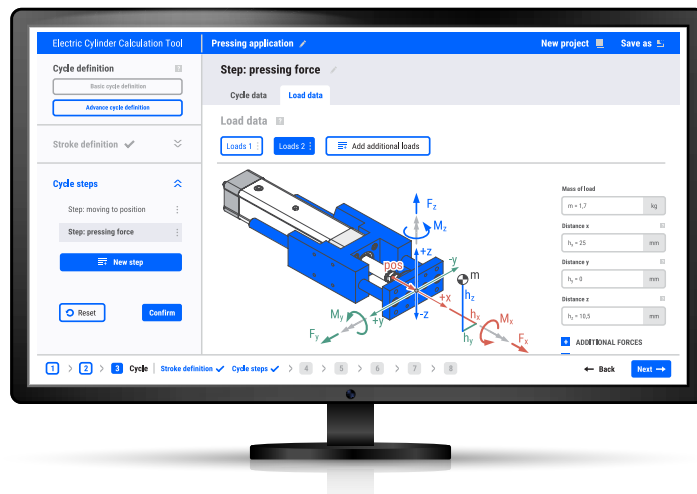 Electric Cylinder Calculation Tool
Pressing application
New project
Save as
Cycle definition ?
Basic cycle definition
Advance cycle definition
Stroke definition
Cycle steps
Step: moving to position
Step: pressing force
New step
Reset
Confirm
Step: pressing force
Cycle data
Load data
Load data ?
Loads 1
Loads 2
Add additional loads
Fz
Mz
+z
-y
pos
m
hz
+x
-z
+y
My
Fy
hx
hy
Mx
Fx
Mass of load
m = 1,7 kg
Distance x
hx = 25 mm
Distance y
hy = 0 mm
Distance z
hz = 10,5 mm
+ ADDITIONAL FORCES
1 > 2 > 3 Cycle Stroke definition Cycle steps > 4 > 5 > 6 > 7 > 8
Back
Next